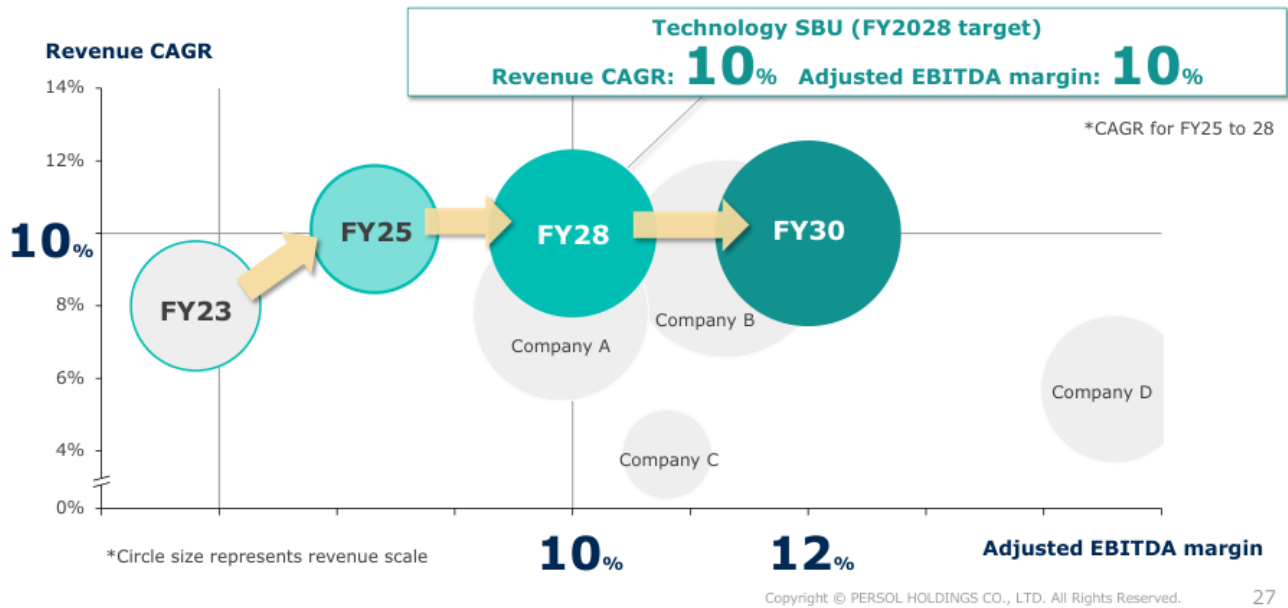 Technology SBU (FY2028 target)
Revenue CAGR: 10% Adjusted EBITDA margin: 10%
Revenue CAGR
*CAGR for FY25 to 28
14%
12%
10%
8%
6%
4%
0%
FY23
FY25
FY28
FY30
Company A
Company B
Company C
Company D
10%
12%
Adjusted EBITDA margin
*Circle size represents revenue scale
Copyright © PERSOL HOLDINGS CO., LTD. All Rights Reserved.
27